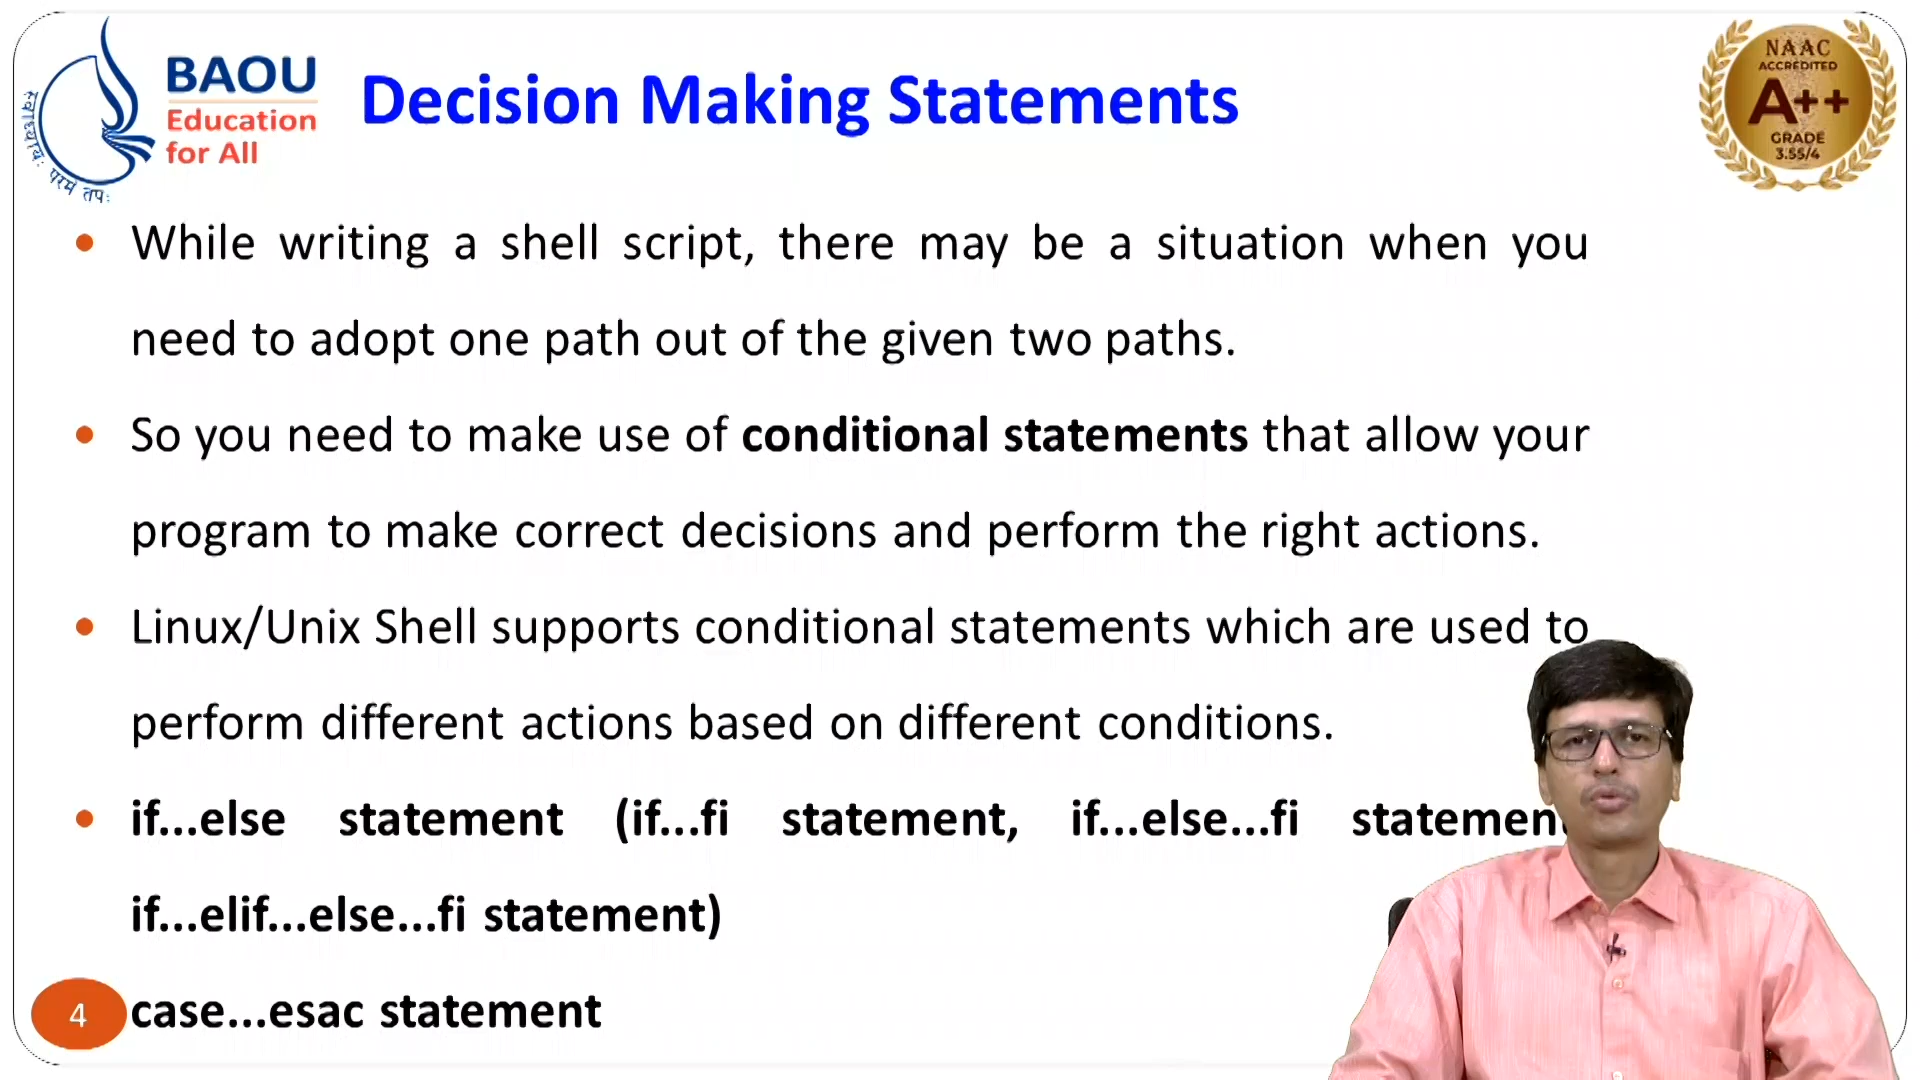 BAOU
Education
for All
स्वाध्यायः परमं तपः
Decision Making Statements
NAAC
ACCREDITED
A++
GRADE
3.55/4
While writing a shell script, there may be a situation when you
need to adopt one path out of the given two paths.
So you need to make use of conditional statements that allow your
program to make correct decisions and perform the right actions.
Linux/Unix Shell supports conditional statements which are used to
perform different actions based on different conditions.
if...else statement (if...fi statement, if...else...fi statement
if...elif...else...fi statement)
case...esac statement
4